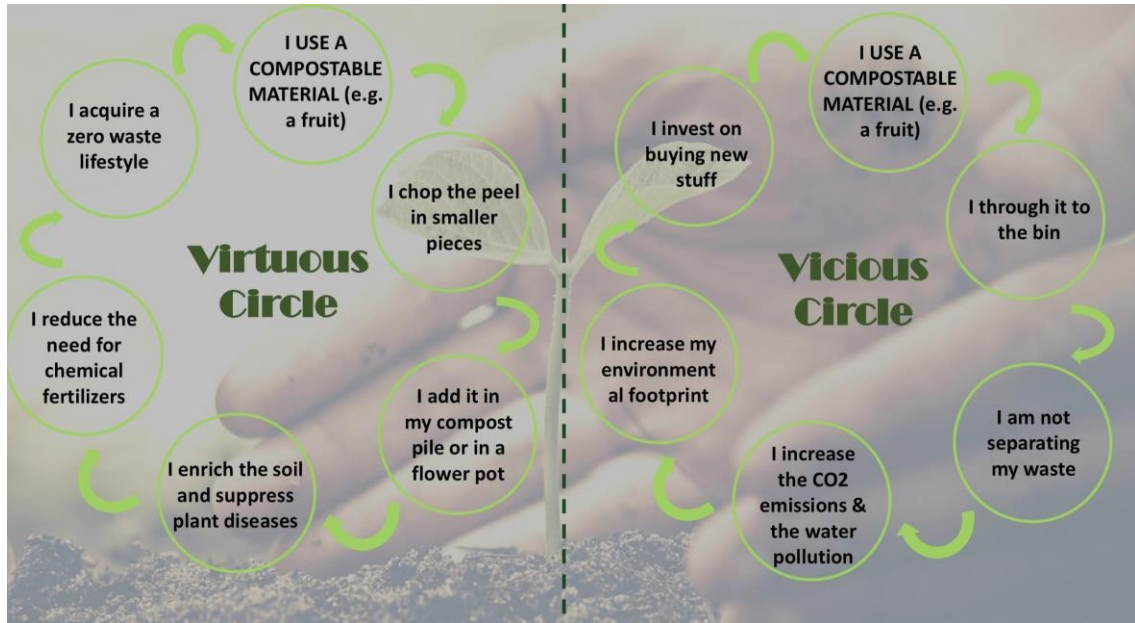 Virtuous
Circle
I USE A
COMPOSTABLE
MATERIAL (e.g.
a fruit)
I chop the peel
in smaller
pieces
I add it in
my compost
pile or in a
flower pot
I enrich the soil
and suppress
plant diseases
I reduce the
need for
chemical
fertilizers
I acquire a
zero waste
lifestyle
Vicious
Circle
I USE A
COMPOSTABLE
MATERIAL (e.g.
a fruit)
I through it to
the bin
I am not
separating
my waste
I increase
the CO2
emissions &
the water
pollution
I increase my
environment
al footprint
I invest on
buying new
stuff